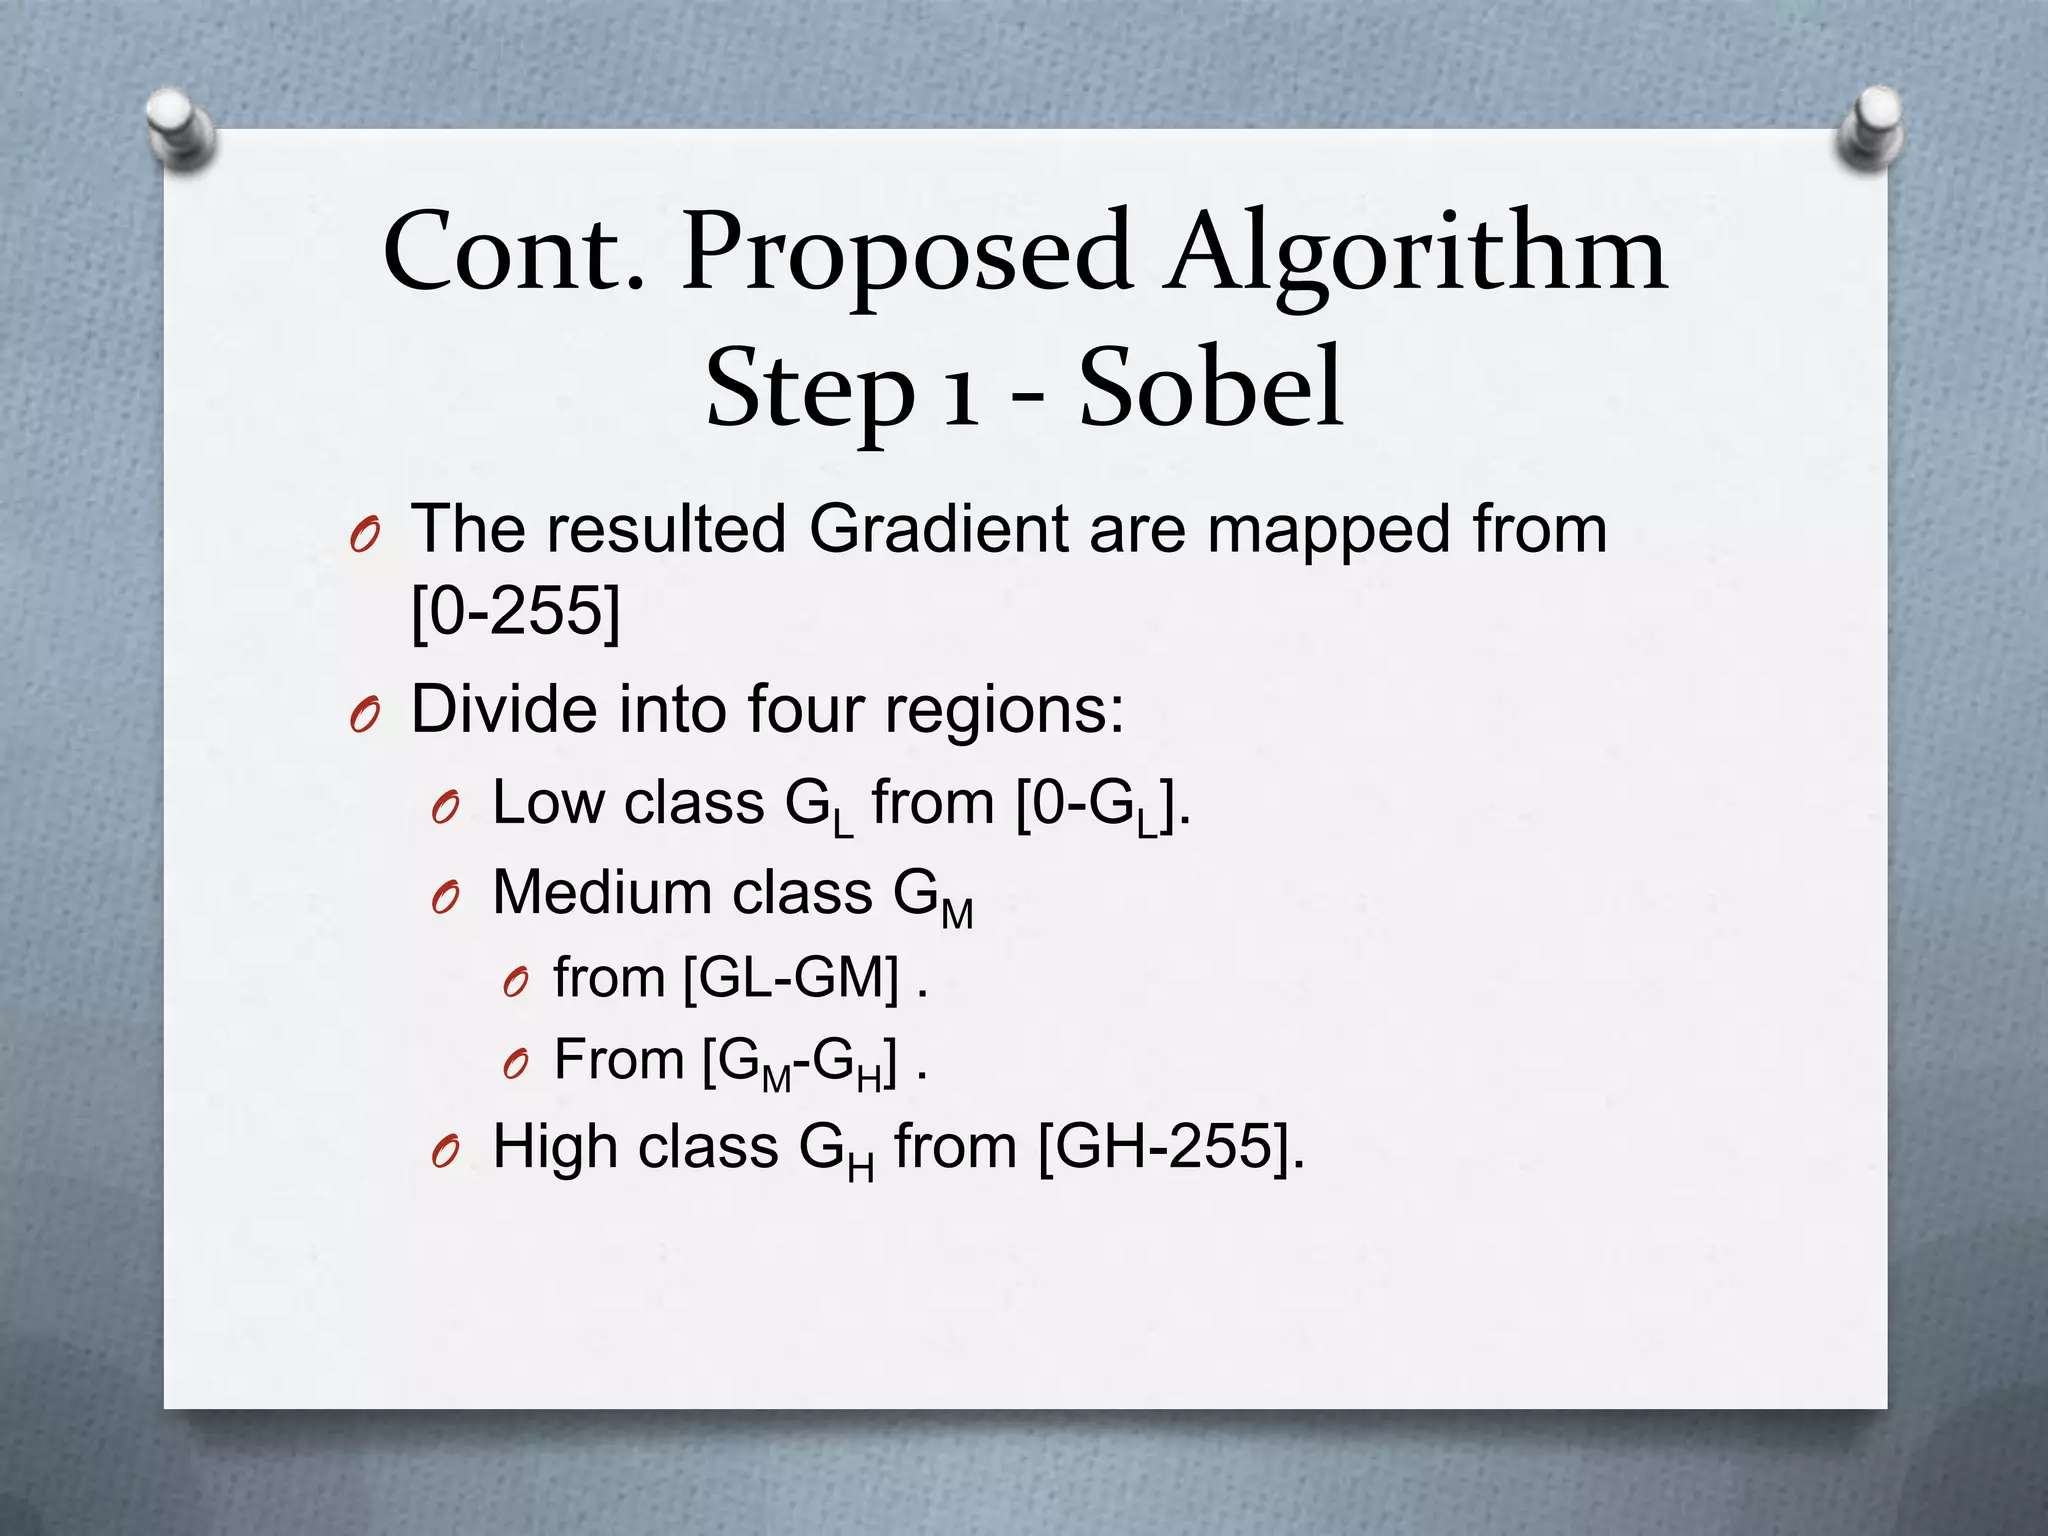 Cont. Proposed Algorithm
Step 1 - Sobel
The resulted Gradient are mapped from
[0-255]
Divide into four regions:
Low class GL from [0-GL].
Medium class GM
from [GL-GM] .
From [GM-GH] .
High class GH from [GH-255].